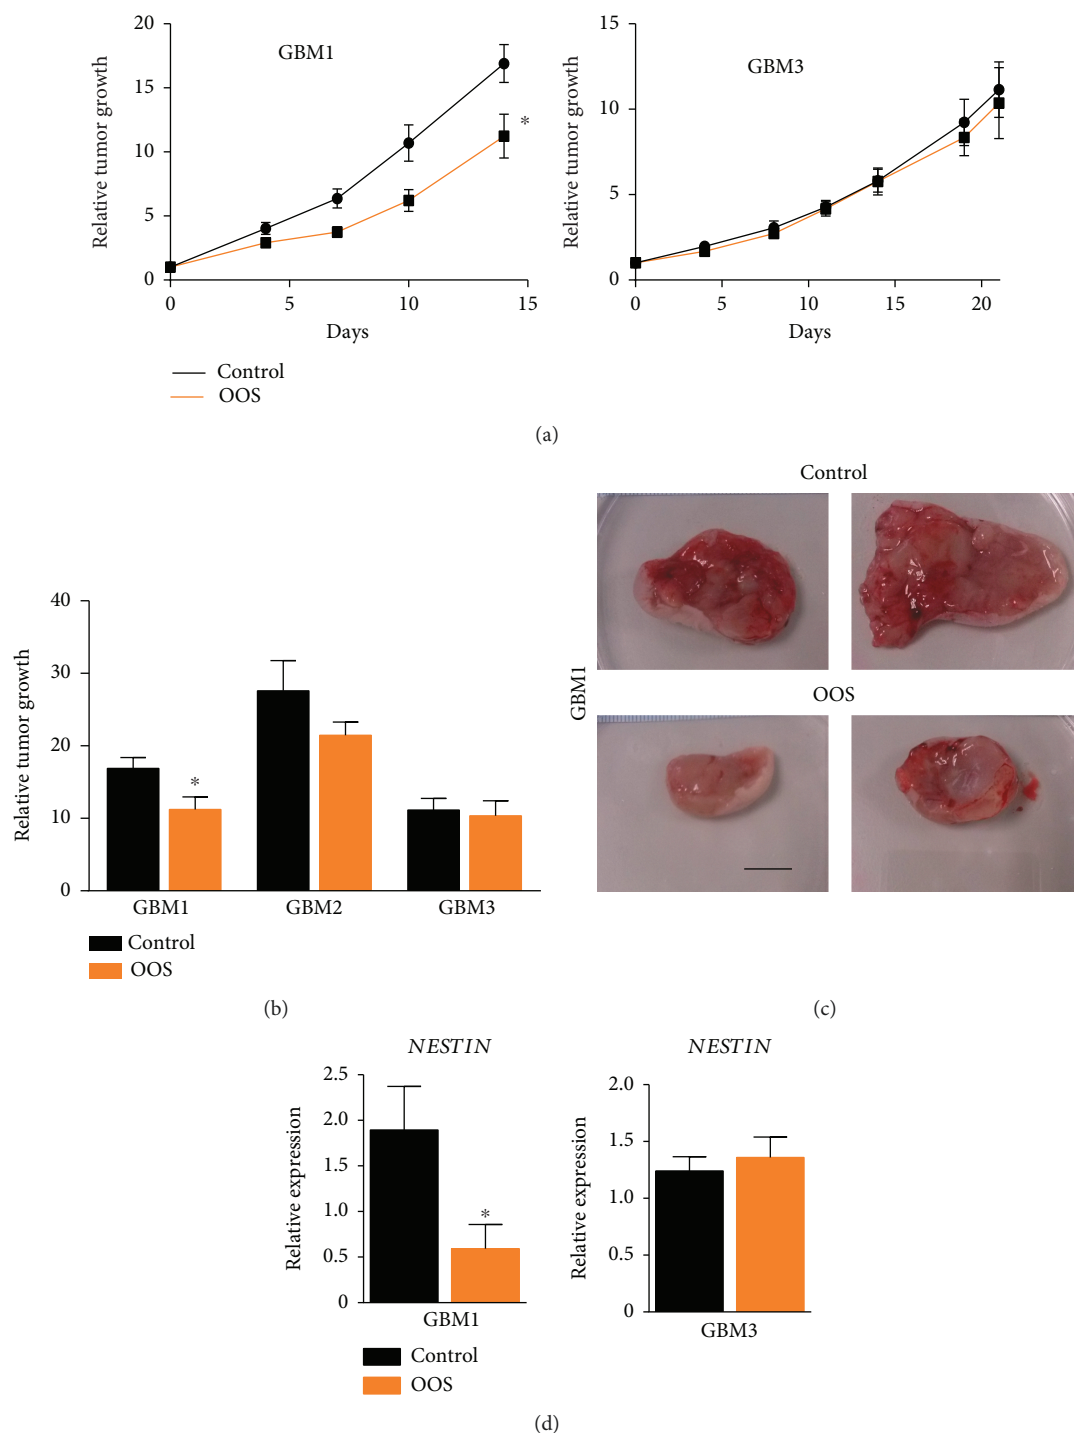 GBM1
Relative tumor growth
20
15
10
5
0
0
5
10
15
Days
*
GBM3
Relative tumor growth
15
10
5
0
0
5
10
15
20
Days
Control
OOS
(a)
Relative tumor growth
40
30
20
10
0
*
GBM1
GBM2
GBM3
Control
OOS
(b)
Control
GBM1
OOS
(c)
NESTIN
Relative expression
2.5
2.0
1.5
1.0
0.5
0
*
GBM1
NESTIN
Relative expression
2.0
1.5
1.0
0.5
0
GBM3
Control
OOS
(d)